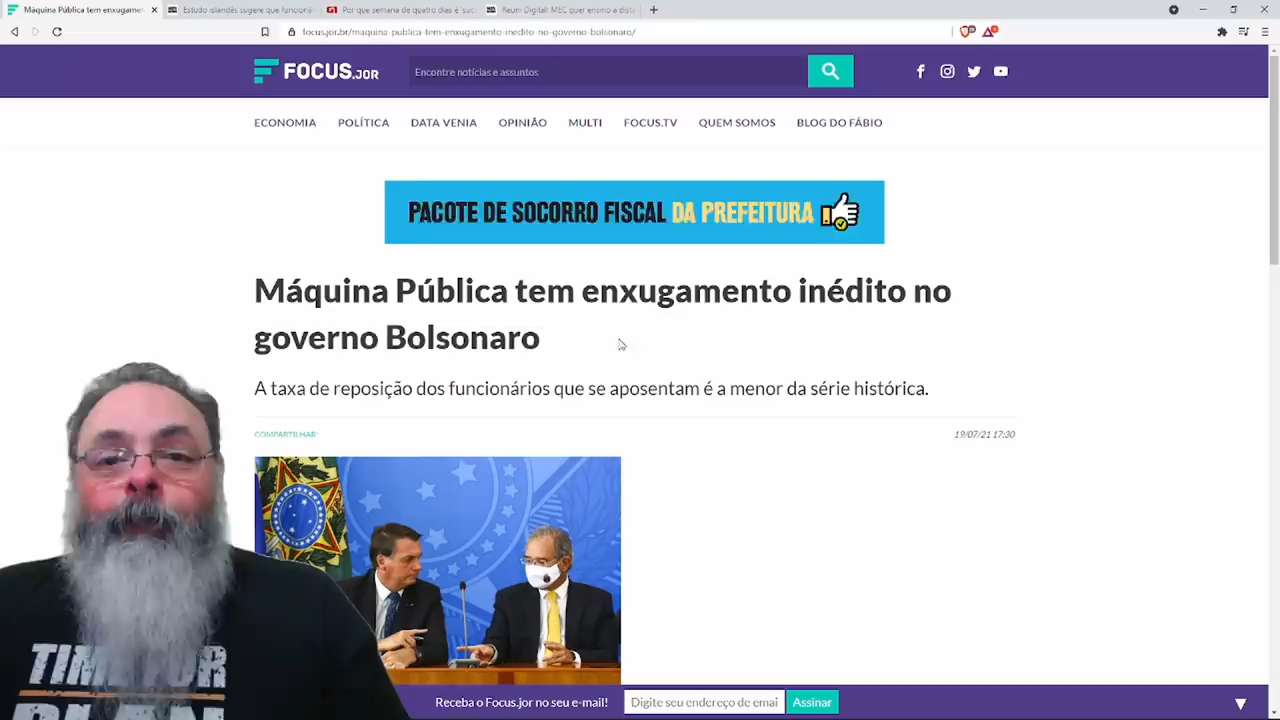 Máquina Pública tem enxugamen
Estudo islandês sugere que funcioná
Por que semana de quatro dias é 'suc
Reuni Digital: MEC quer ensino a dista
focus.jor.br/maquina-publica-tem-enxugamento-inedito-no-governo-bolsonaro/
FOCUS.JOR
Encontre notícias e assuntos
ECONOMIA POLÍTICA DATA VENIA OPINIÃO MULTI FOCUS.TV QUEM SOMOS BLOG DO FÁBIO
PACOTE DE SOCORRO FISCAL DA PREFEITURA
Máquina Pública tem enxugamento inédito no
governo Bolsonaro
A taxa de reposição dos funcionários que se aposentam é a menor da série histórica.
COMPARTILHAR:
19/07/21 17:30
Receba o Focus.jor no seu e-mail!
Digite seu endereço de emai
Assinar